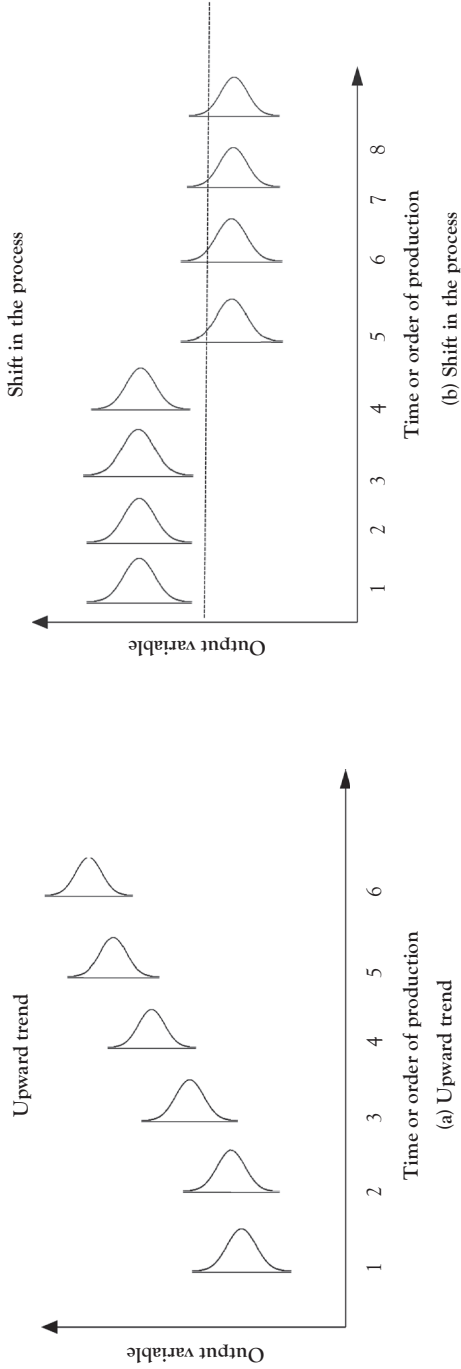 Upward trend
Output variable
1 2 3 4 5 6
Time or order of production
(a) Upward trend
Shift in the process
Output variable
1 2 3 4 5 6 7 8
Time or order of production
(b) Shift in the process